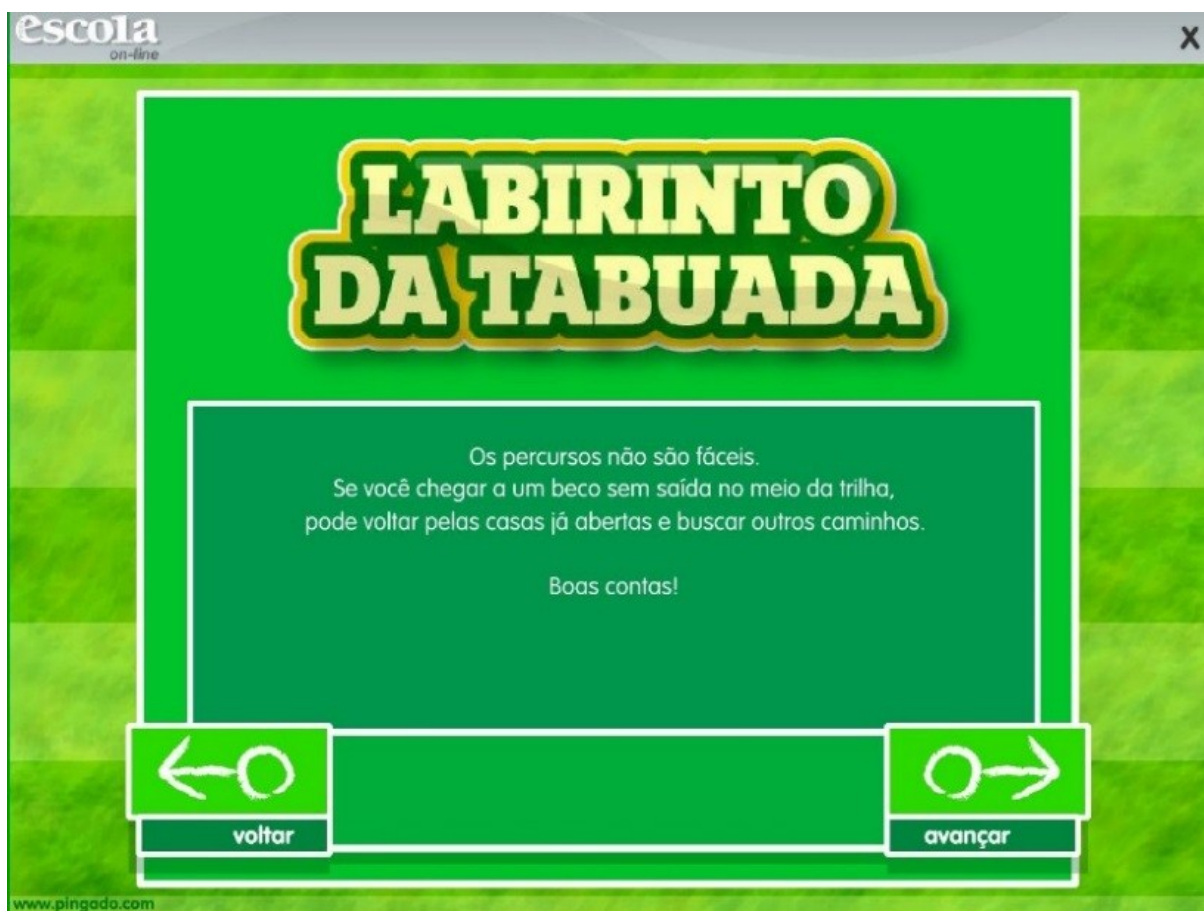 escola
on-line
X
LABIRINTO
DA TABUADA
Os percursos não são fáceis.
Se você chegar a um beco sem saída no meio da trilha,
pode voltar pelas casas já abertas e buscar outros caminhos.
Boas contas!
voltar
avançar
www.pingado.com